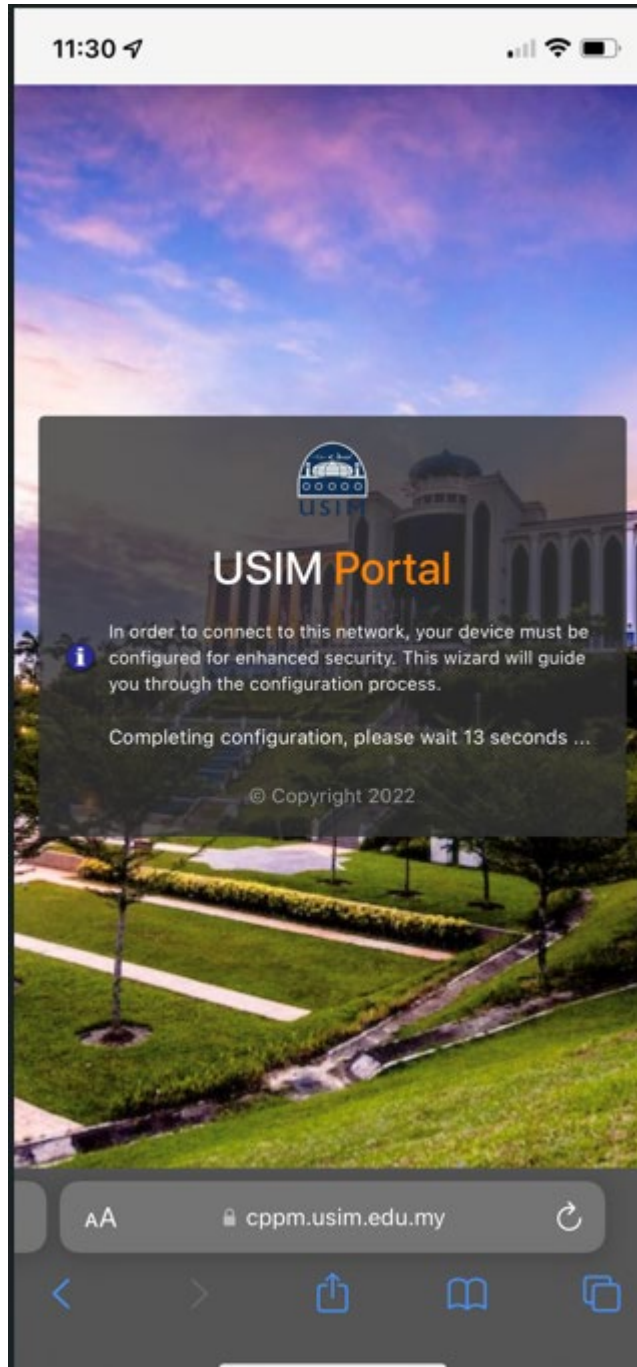 11:30
USIM
USIM Portal
In order to connect to this network, your device must be
configured for enhanced security. This wizard will guide
you through the configuration process.
Completing configuration, please wait 13 seconds ...
© Copyright 2022
AA
cppm.usim.edu.my